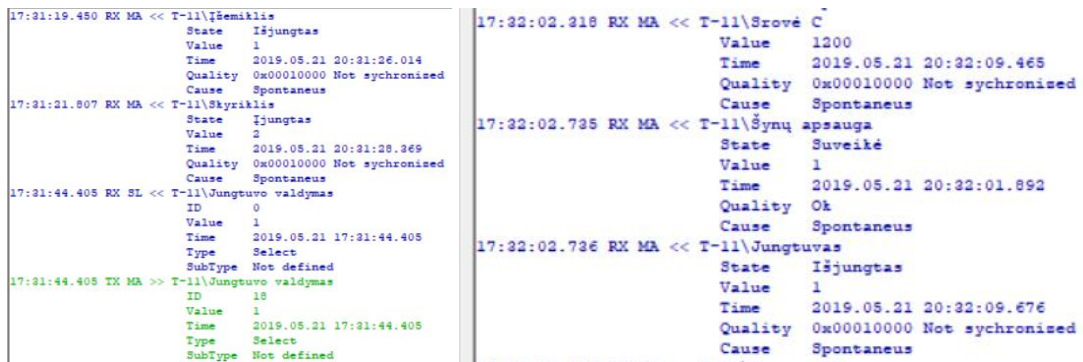 17:31:19.450 RX MA << T-11\Įžemiklis
State Išjungtas
Value 1
Time 2019.05.21 20:31:26.014
Quality 0x00010000 Not sychronized
Cause Spontaneus
17:31:21.807 RX MA << T-11\Skyriklis
State Įjungtas
Value 2
Time 2019.05.21 20:31:28.369
Quality 0x00010000 Not sychronized
Cause Spontaneus
17:31:44.405 RX SL << T-11\Jungtuvo valdymas
ID 0
Value 1
Time 2019.05.21 17:31:44.405
Type Select
SubType Not defined
17:31:44.405 TX MA >> T-11\Jungtuvo valdymas
ID 18
Value 1
Time 2019.05.21 17:31:44.405
Type Select
SubType Not defined
17:32:02.318 RX MA << T-11\Srovė C
Value 1200
Time 2019.05.21 20:32:09.465
Quality 0x00010000 Not sychronized
Cause Spontaneus
17:32:02.735 RX MA << T-11\Šynų apsauga
State Suveikė
Value 1
Time 2019.05.21 20:32:01.892
Quality Ok
Cause Spontaneus
17:32:02.736 RX MA << T-11\Jungtuvas
State Išjungtas
Value 1
Time 2019.05.21 20:32:09.676
Quality 0x00010000 Not sychronized
Cause Spontaneus